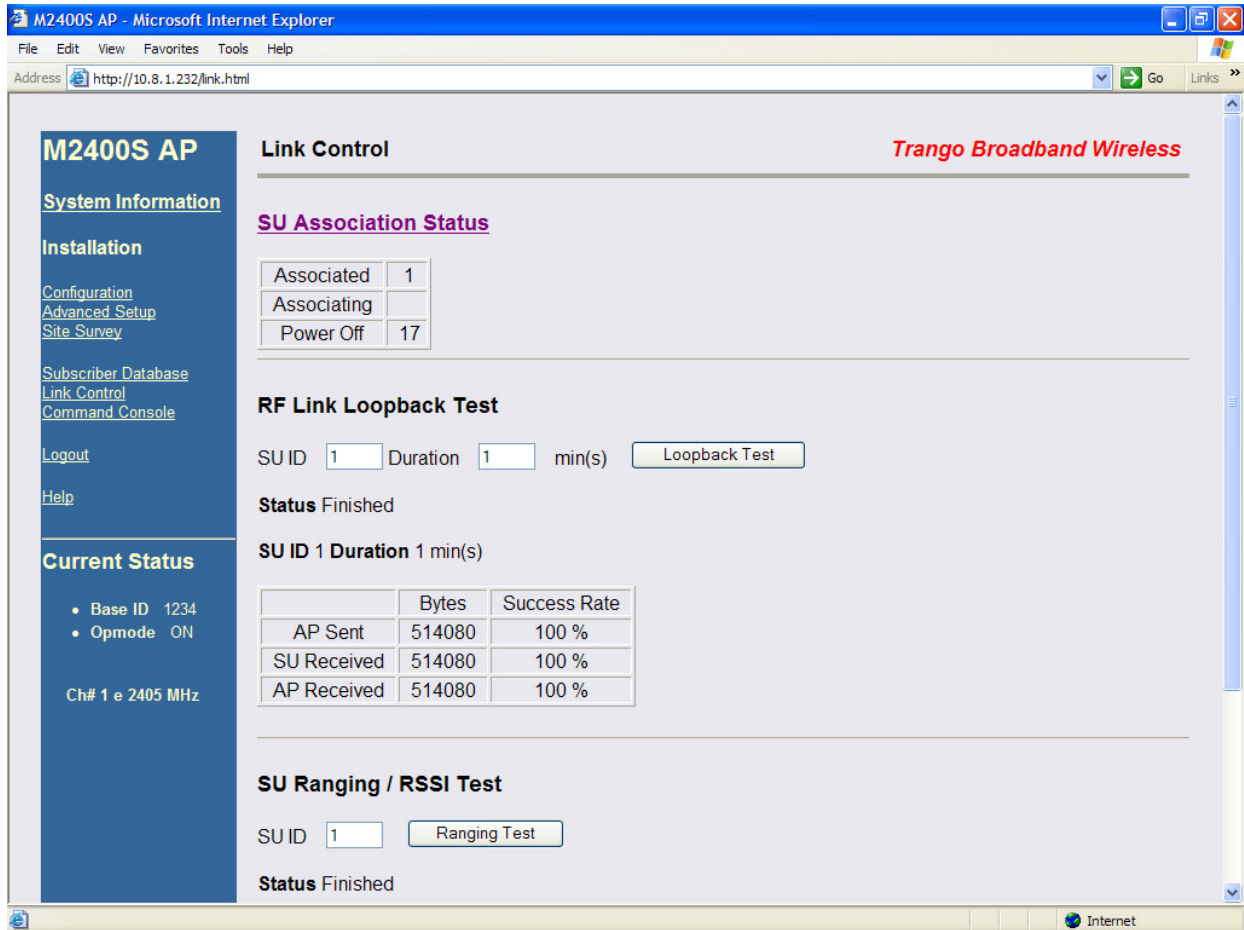 M2400S AP - Microsoft Internet Explorer
File Edit View Favorites Tools Help
Address http://10.8.1.232/link.html Go Links »
M2400S AP
System Information
Installation
Configuration
Advanced Setup
Site Survey
Subscriber Database
Link Control
Command Console
Logout
Help
Current Status
• Base ID 1234
• Opmode ON
Ch# 1 e 2405 MHz
Link Control
Trango Broadband Wireless
SU Association Status
Associated 1
Associating
Power Off 17
RF Link Loopback Test
SU ID 1 Duration 1 min(s) Loopback Test
Status Finished
SU ID 1 Duration 1 min(s)
Bytes Success Rate
AP Sent 514080 100 %
SU Received 514080 100 %
AP Received 514080 100 %
SU Ranging / RSSI Test
SU ID 1 Ranging Test
Status Finished
Internet